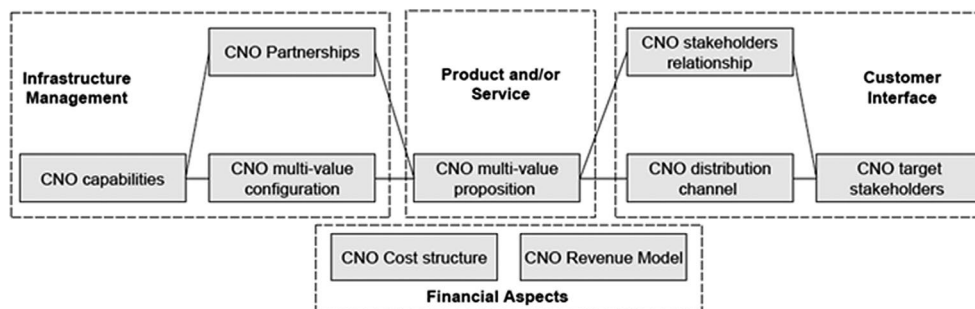 Infrastructure
Management
CNO Partnerships
CNO capabilities
CNO multi-value
configuration
Product and/or
Service
CNO multi-value
proposition
CNO stakeholders
relationship
Customer
Interface
CNO distribution
channel
CNO target
stakeholders
CNO Cost structure
CNO Revenue Model
Financial Aspects